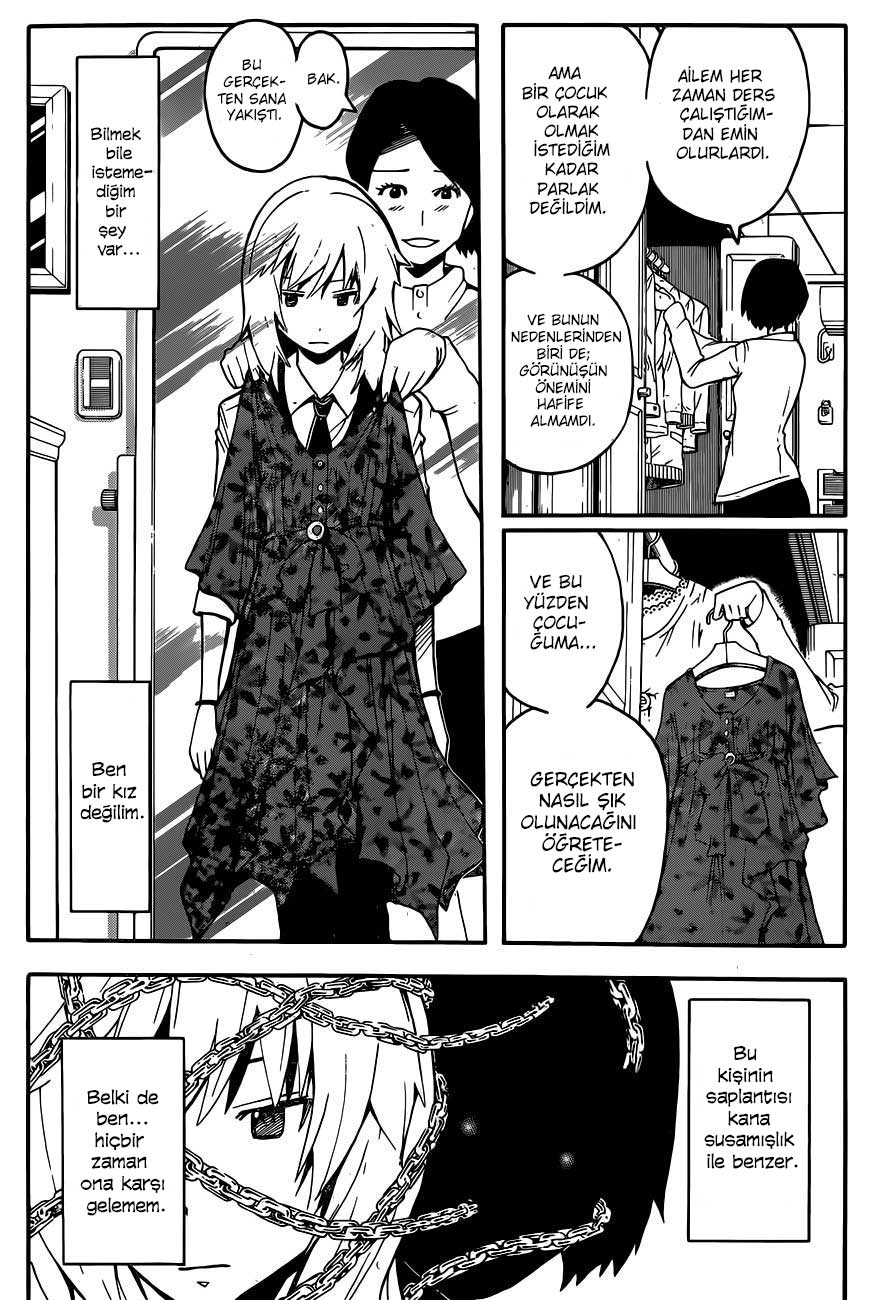 AİLEM HER
ZAMAN DERS
ÇALIŞTIĞIM-
DAN EMİN
OLURLARDI.
AMA
BİR ÇOCUK
OLARAK
OLMAK
İSTEDİĞİM
KADAR
PARLAK
DEĞİLDİM.
VE BUNUN
NEDENLERİNDEN
BİRİ DE;
GÖRÜNÜŞÜN
ÖNEMİNİ
HAFİFE
ALMAMDI.
VE BU
YÜZDEN
ÇOCU-
ĞUMA...
GERÇEKTEN
NASIL ŞIK
OLUNACAĞINI
ÖĞRETE-
CEĞİM.
BAK.
BU
GERÇEK-
TEN SANA
YAKIŞTI.
Bilmek
bile
isteme-
diğim
bir
şey
var...
Ben
bir kız
değilim.
Bu
kişinin
saplantısı
kana
susamışlık
ile benzer.
Belki de
ben...
hiçbir
zaman
ona karşı
gelemem.